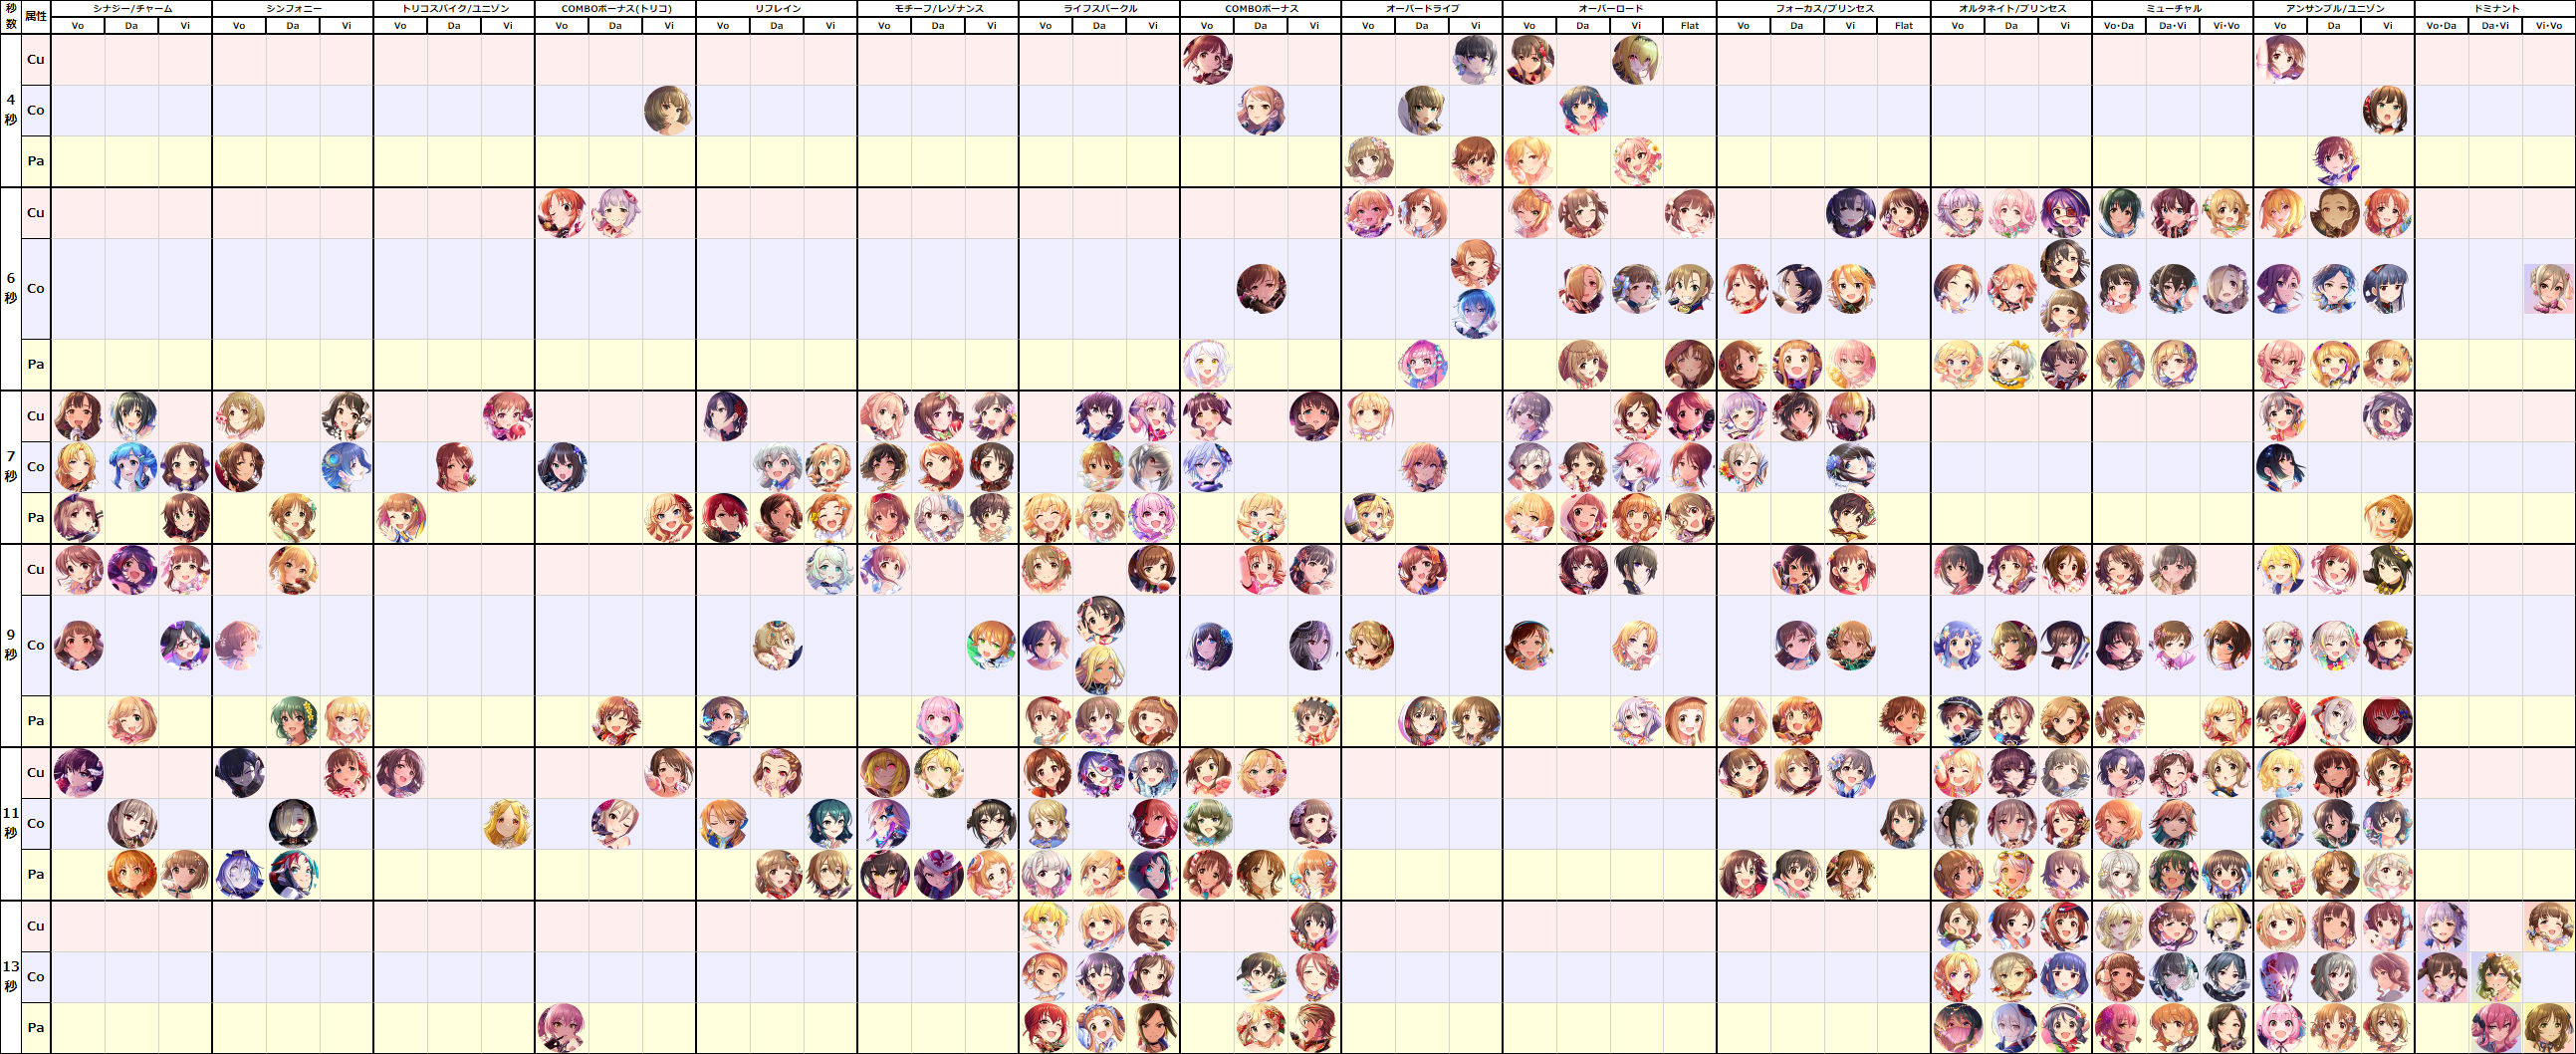 秒数 属性 シナジー/チャーム シンフォニー トリコスパイク/ユニゾン COMBOボーナス(トリコ) リフレイン モチーフ/レゾナンス ライフスパークル COMBOボーナス オーバードライブ オーバーロード フォーカス/プリンセス オルタネイト/プリンセス ミューチャル アンサンブル/ユニゾン ドミナント
Vo Da Vi Vo Da Vi Vo Da Vi Vo Da Vi Vo Da Vi Vo Da Vi Vo Da Vi Vo Da Vi Vo Da Vi Vo Da Vi Flat Vo Da Vi Flat Vo Da Vi Vo・Da Da・Vi Vi・Vo Vo Da Vi Vo・Da Da・Vi Vi・Vo
4秒 Cu
Co
Pa
6秒 Cu
Co
Pa
7秒 Cu
Co
Pa
9秒 Cu
Co
Pa
11秒 Cu
Co
Pa
13秒 Cu
Co
Pa